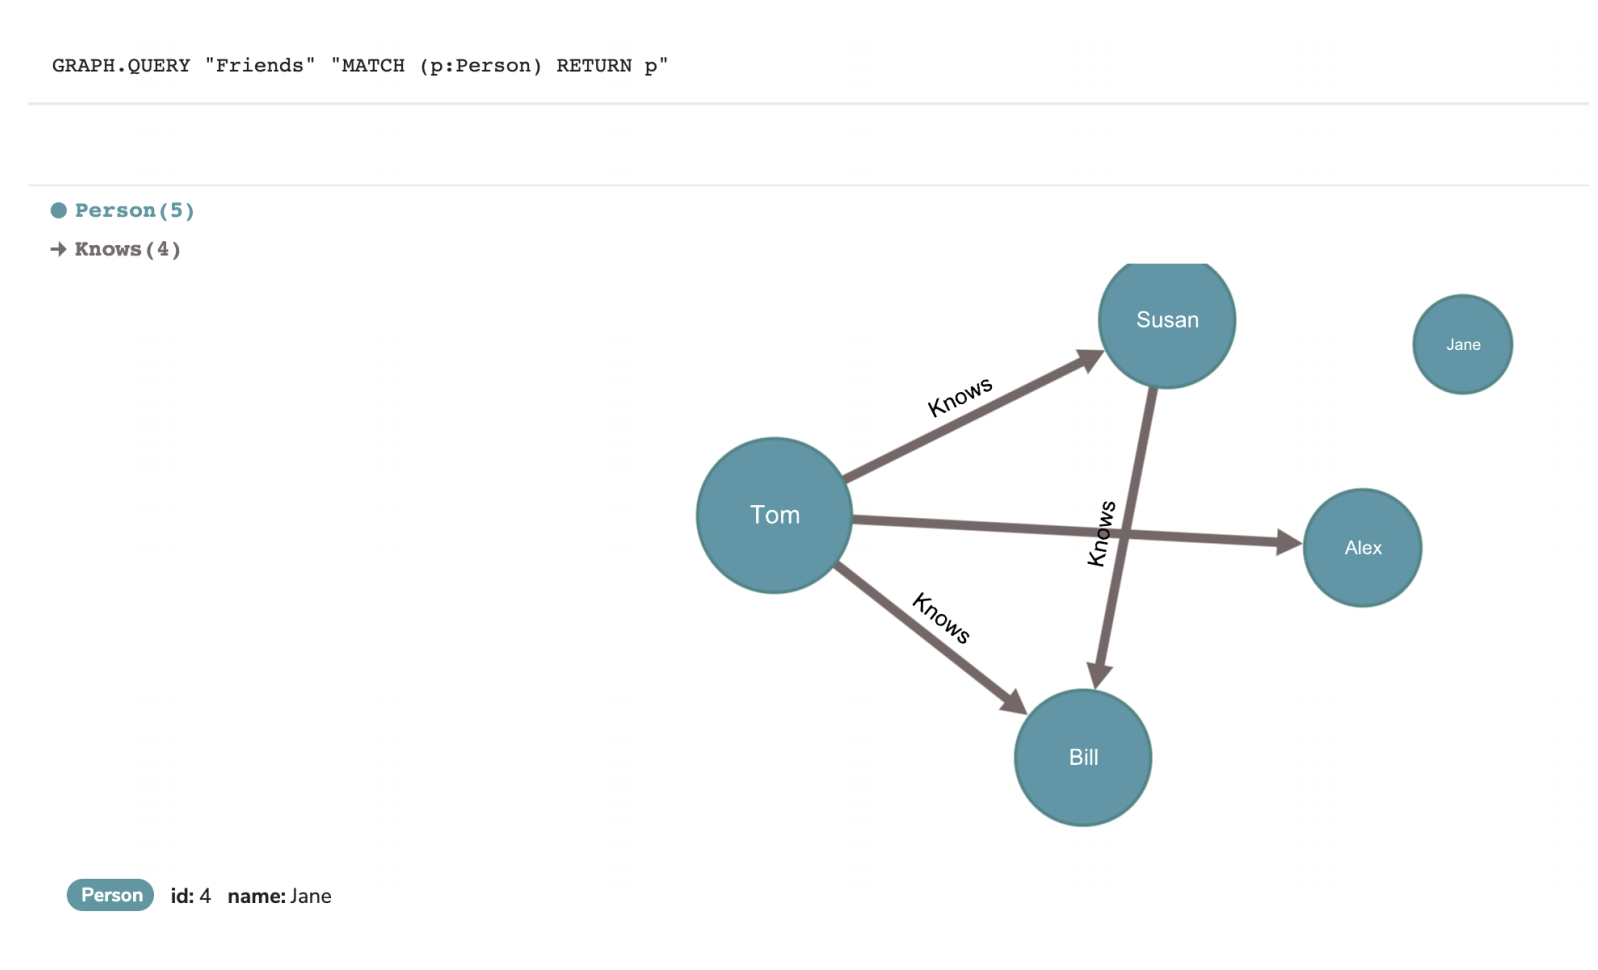 GRAPH.QUERY "Friends" "MATCH (p:Person) RETURN p"
Person(5)
Knows(4)
Susan
Jane
Knows
Tom
Knows
Alex
Knows
Bill
Person id: 4 name: Jane